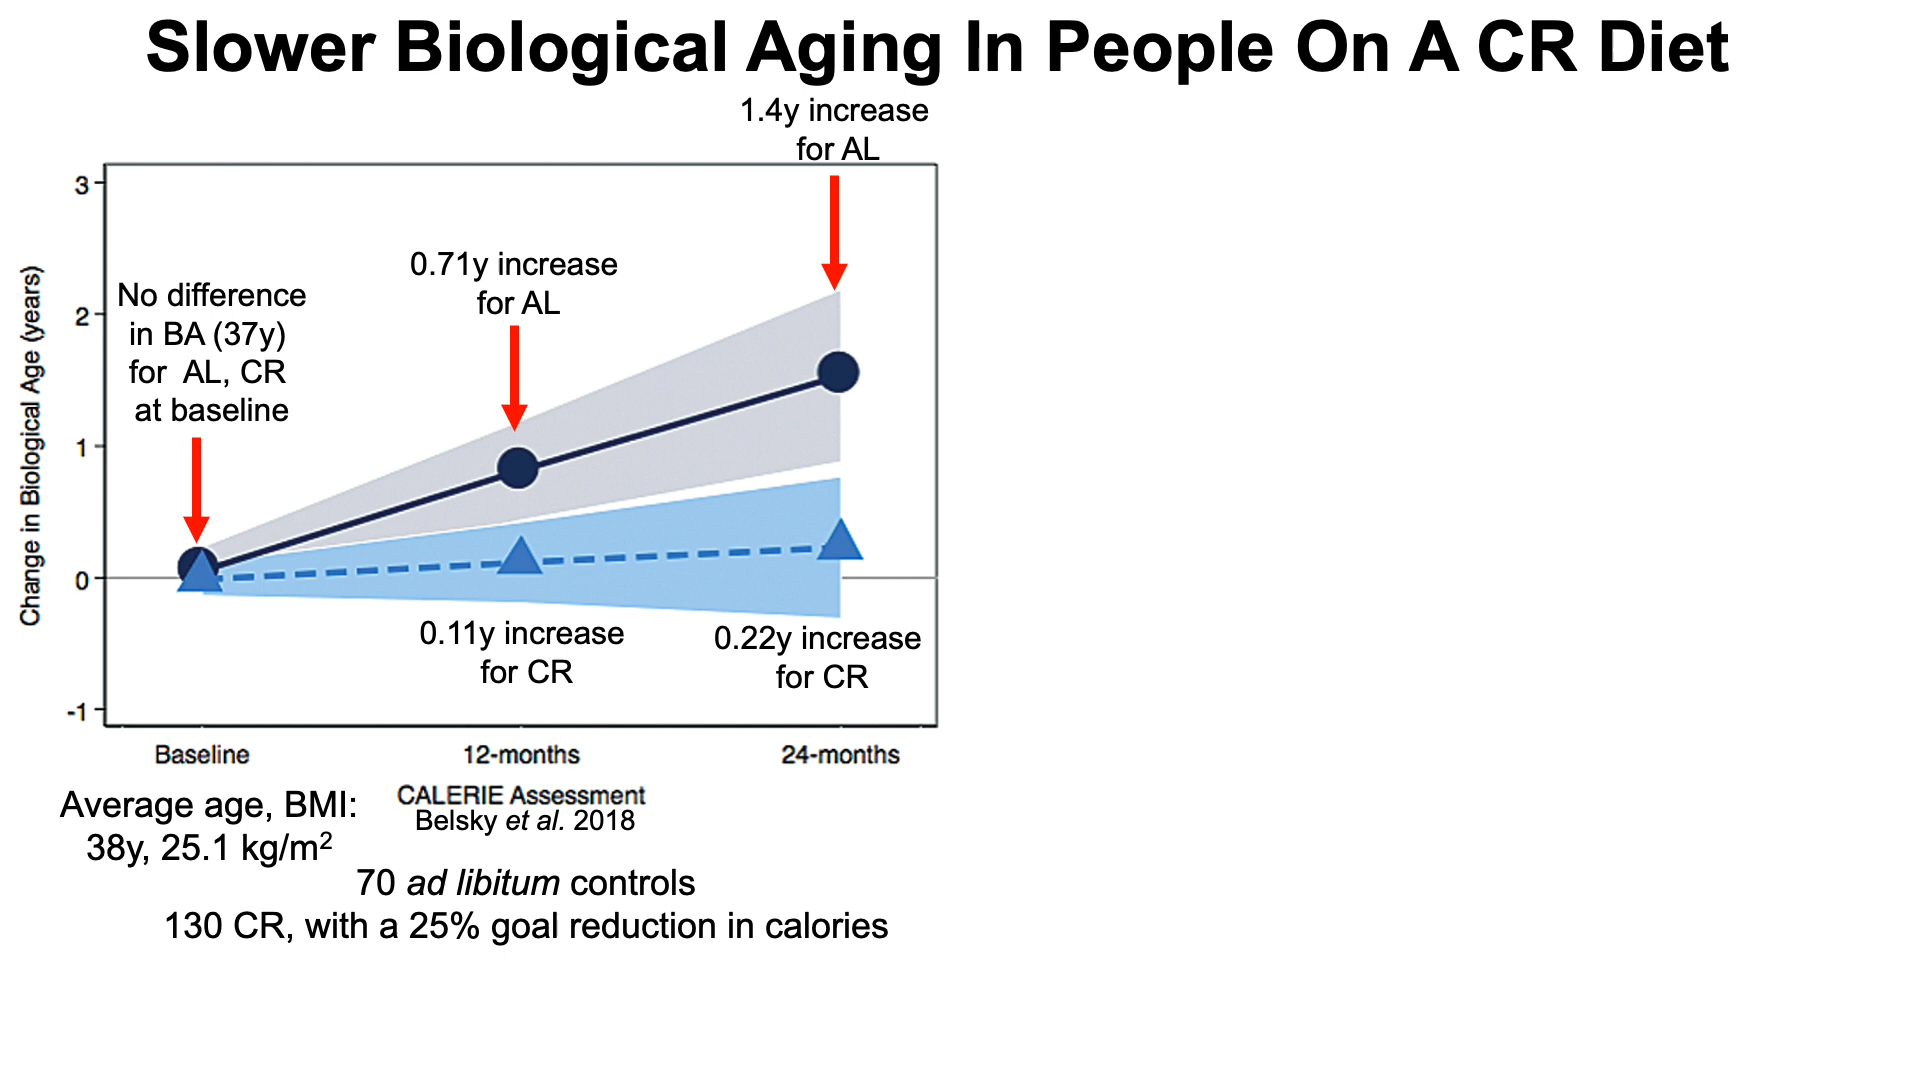 Slower Biological Aging In People On A CR Diet
1.4y increase
for AL
0.71y increase
for AL
No difference
in BA (37y)
for  AL, CR
at baseline
Change in Biological Age (years)
3
2
1
0
-1
0.11y increase
for CR
0.22y increase
for CR
Baseline
12-months
24-months
CALERIE Assessment
Belsky et al. 2018
Average age, BMI:
38y, 25.1 kg/m²
70 ad libitum controls
130 CR, with a 25% goal reduction in calories